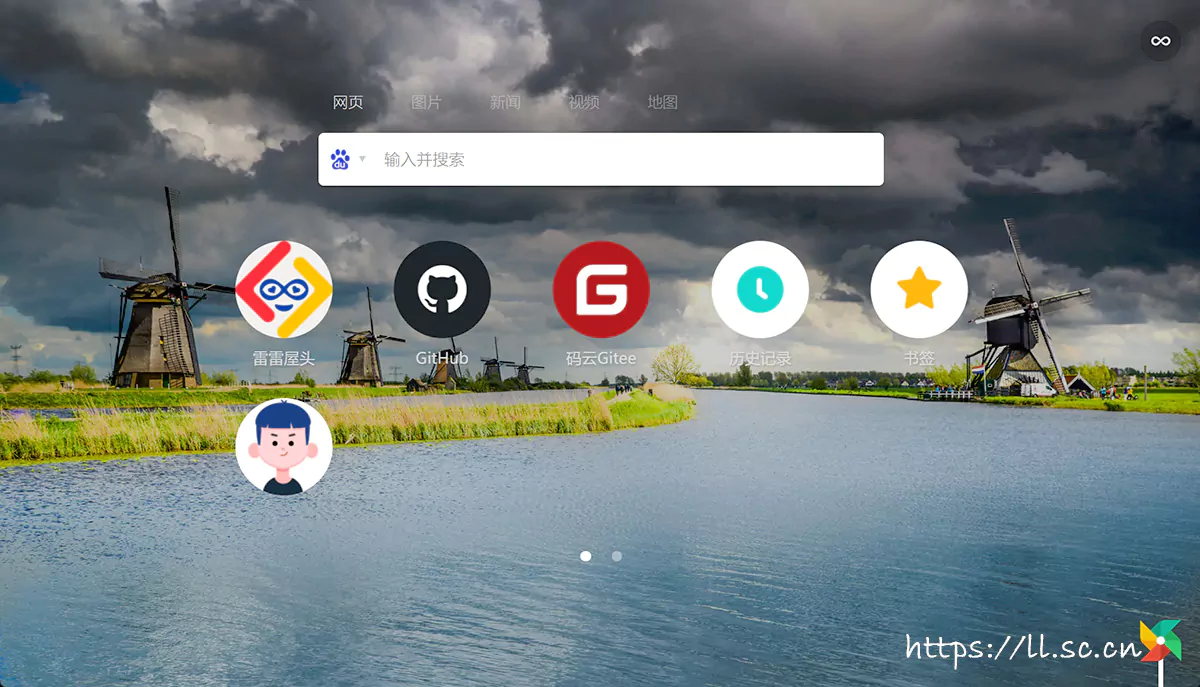 网页 图片 新闻 视频 地图
du 输入并搜索
雷雷屋头 GitHub 码云Gitee 历史记录 书签
https://ll.sc.cn